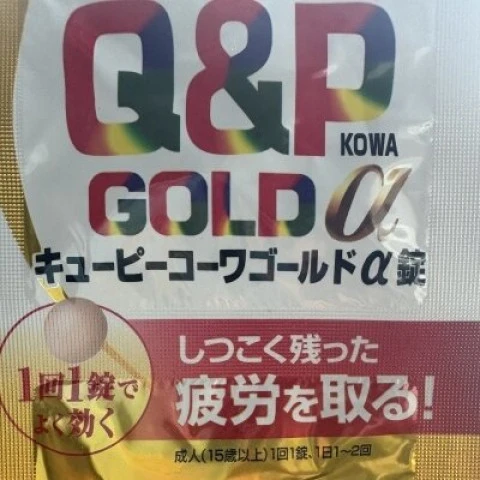 Q&P
KOWA
GOLD α
キューピーコーワゴールドα錠
1回1錠で
よく効く
しつこく残った
疲労を取る!
成人(15歳以上)1回1錠、1日1~2回